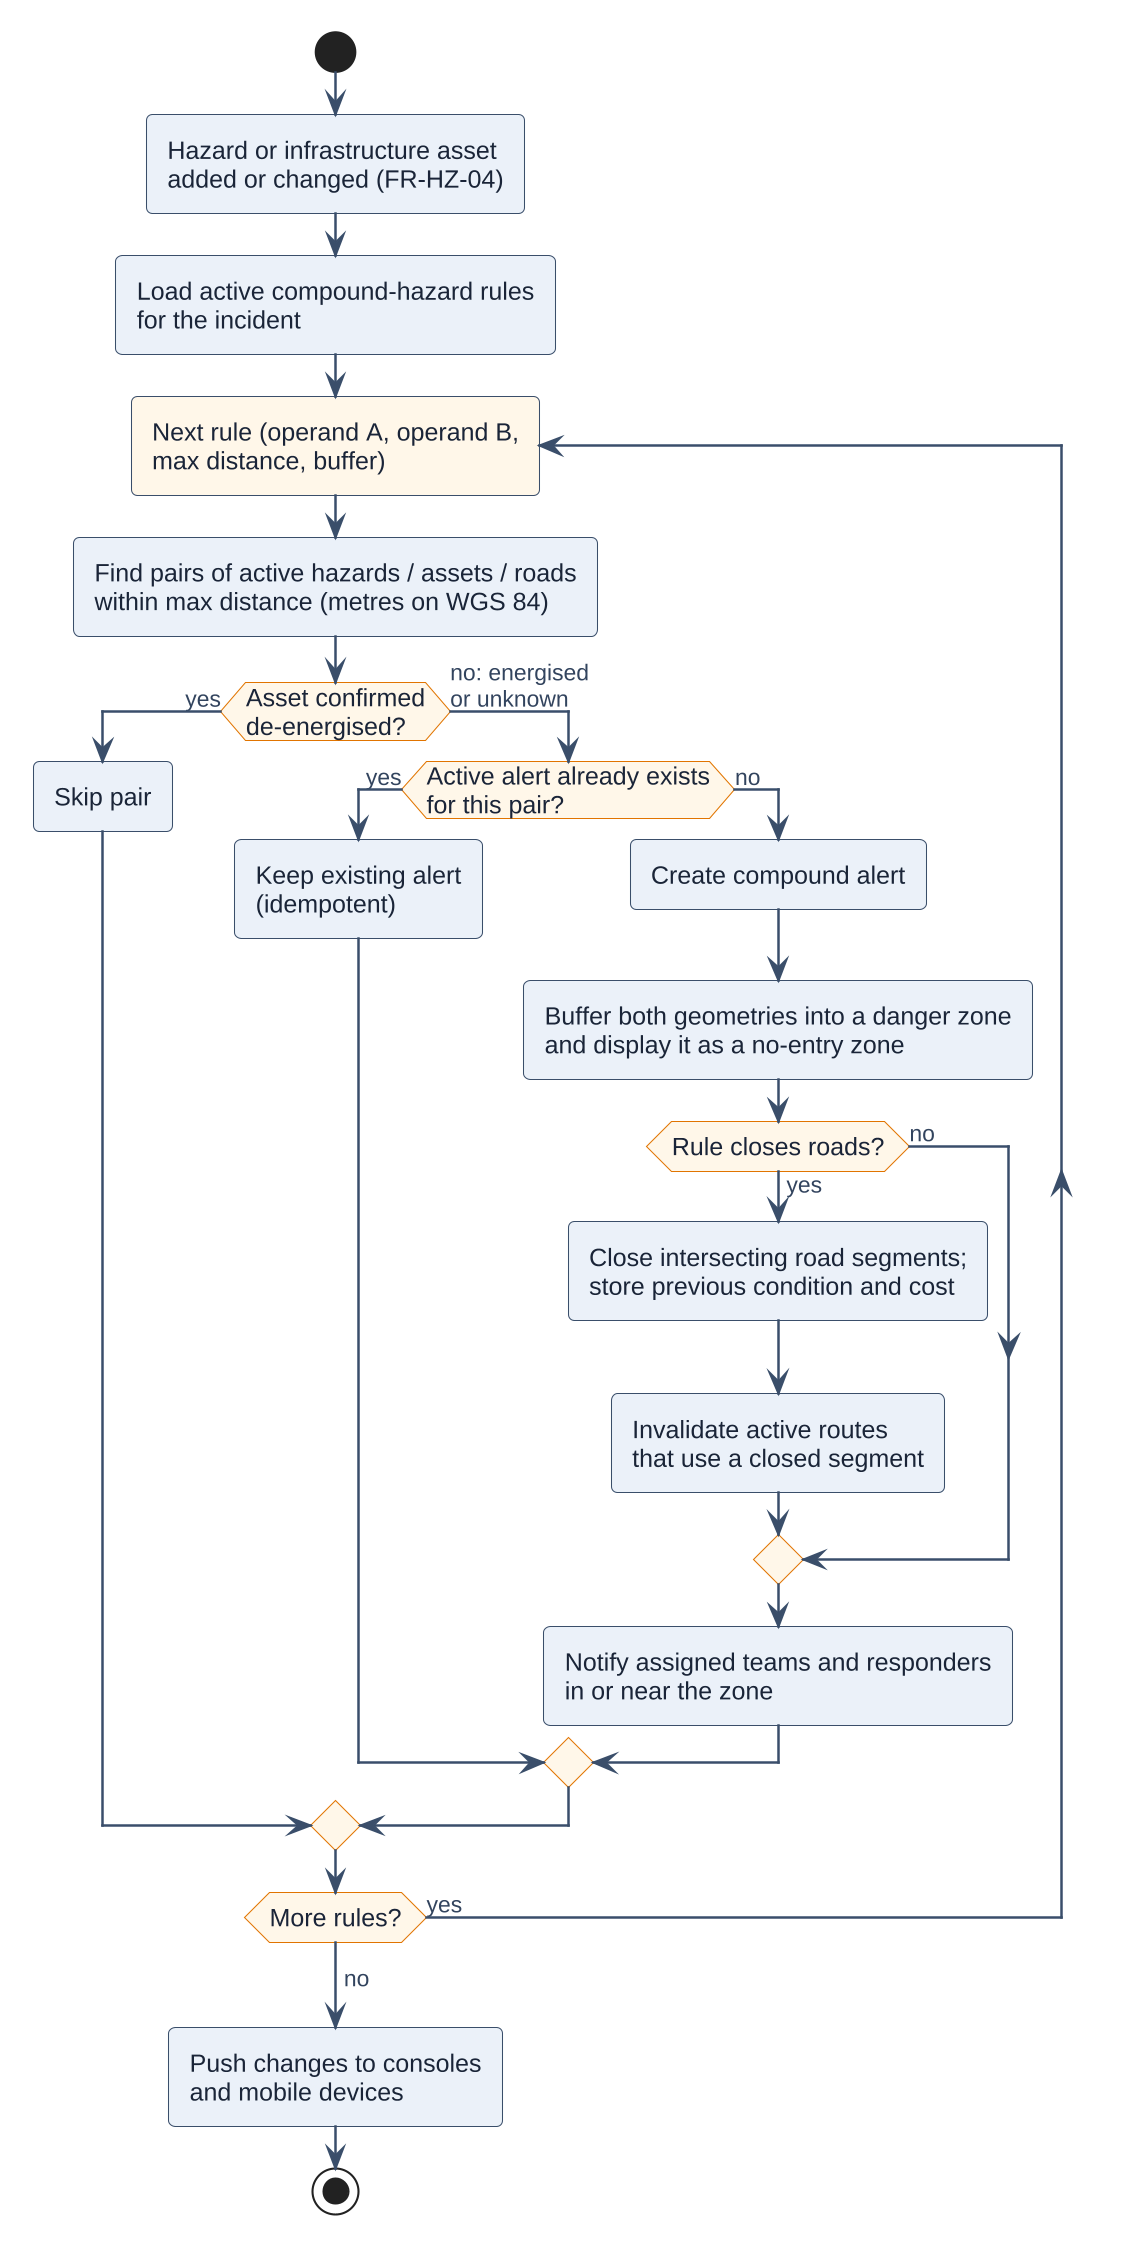 Hazard or infrastructure asset
added or changed (FR-HZ-04)
Load active compound-hazard rules
for the incident
Next rule (operand A, operand B,
max distance, buffer)
Find pairs of active hazards / assets / roads
within max distance (metres on WGS 84)
yes
Asset confirmed
de-energised?
no: energised
or unknown
Skip pair
yes
Active alert already exists
for this pair?
no
Keep existing alert
(idempotent)
Create compound alert
Buffer both geometries into a danger zone
and display it as a no-entry zone
Rule closes roads?
no
yes
Close intersecting road segments;
store previous condition and cost
Invalidate active routes
that use a closed segment
Notify assigned teams and responders
in or near the zone
More rules?
yes
no
Push changes to consoles
and mobile devices